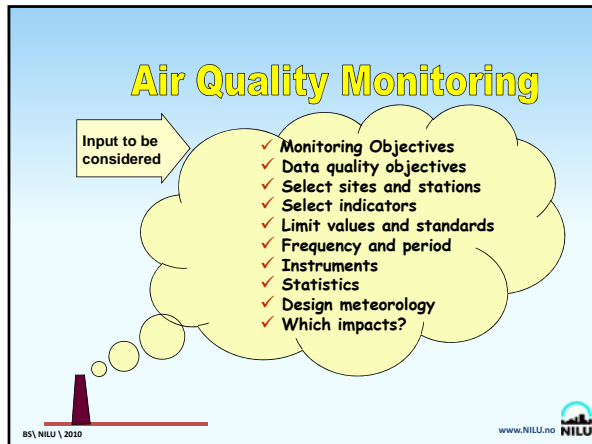 Air Quality Monitoring
Input to be
considered
✓ Monitoring Objectives
✓ Data quality objectives
✓ Select sites and stations
✓ Select indicators
✓ Limit values and standards
✓ Frequency and period
✓ Instruments
✓ Statistics
✓ Design meteorology
✓ Which impacts?
BS\ NILU \ 2010
www.NILU.no
NILU